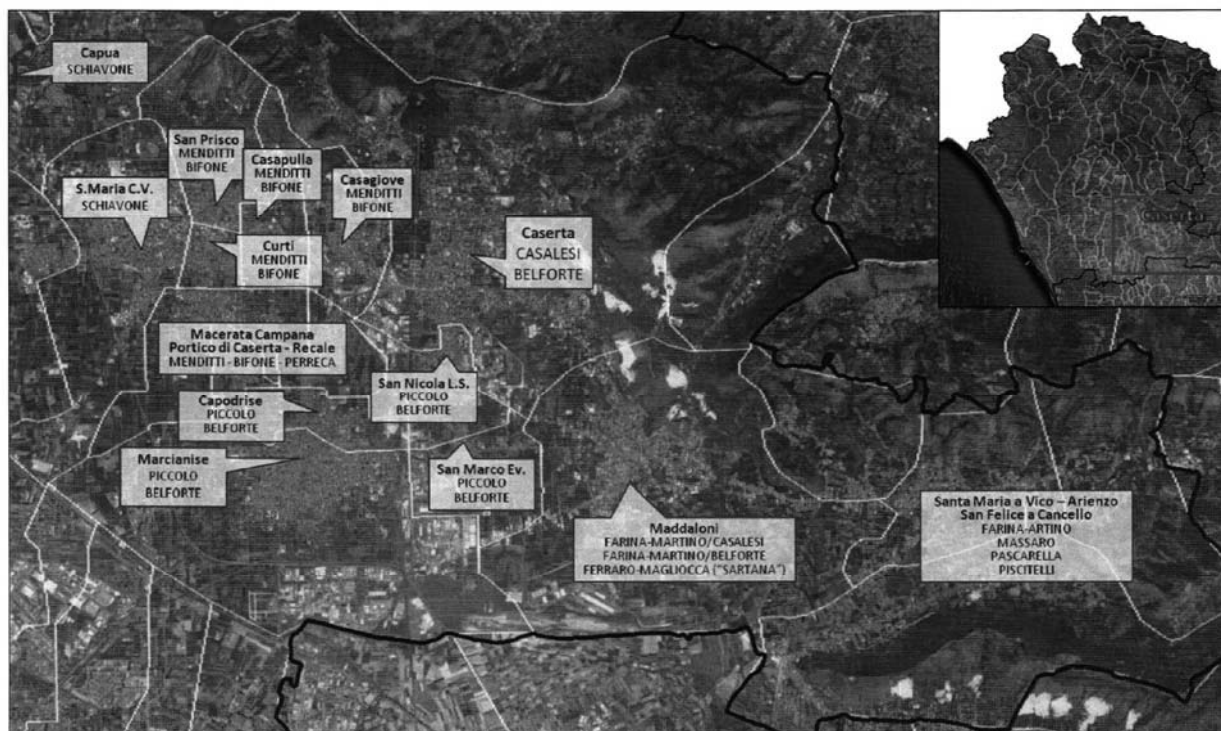 Capua
SCHIAVONE
San Prisco
MENDITTI
BIFONE
Casapulla
MENDITTI
BIFONE
Casagiove
MENDITTI
BIFONE
S.Maria C.V.
SCHIAVONE
Curti
MENDITTI
BIFONE
Caserta
CASALESI
BELFORTE
Caserta
Macerata Campana
Portico di Caserta - Recale
MENDITTI - BIFONE - PERRECA
San Nicola L.S.
PICCOLO
BELFORTE
Capodrise
PICCOLO
BELFORTE
Marcianise
PICCOLO
BELFORTE
San Marco Ev.
PICCOLO
BELFORTE
Maddaloni
FARINA-MARTINO/CASALESI
FARINA-MARTINO/BELFORTE
FERRARO-MAGLIOCCA ("SARTANA")
Santa Maria a Vico – Arienzo
San Felice a Cancello
FARINA-ARTINO
MASSARO
PASCARELLA
PISCITELLI